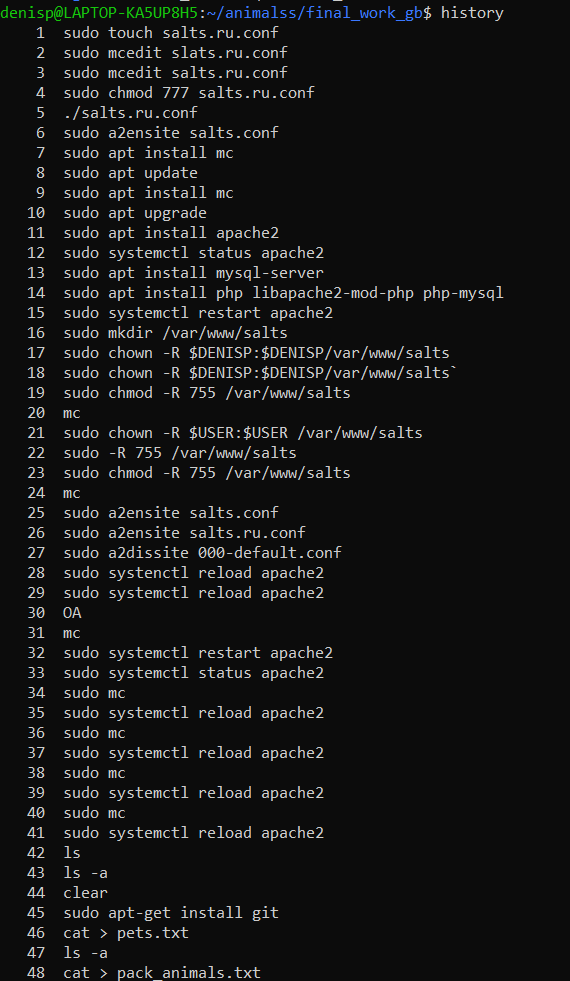 denisp@LAPTOP-KA5UP8H5:~/animalss/final_work_gb$ history
1 sudo touch salts.ru.conf
2 sudo mcedit slats.ru.conf
3 sudo mcedit salts.ru.conf
4 sudo chmod 777 salts.ru.conf
5 ./salts.ru.conf
6 sudo a2ensite salts.conf
7 sudo apt install mc
8 sudo apt update
9 sudo apt install mc
10 sudo apt upgrade
11 sudo apt install apache2
12 sudo systemctl status apache2
13 sudo apt install mysql-server
14 sudo apt install php libapache2-mod-php php-mysql
15 sudo systemctl restart apache2
16 sudo mkdir /var/www/salts
17 sudo chown -R $DENISP:$DENISP/var/www/salts
18 sudo chown -R $DENISP:$DENISP/var/www/salts`
19 sudo chmod -R 755 /var/www/salts
20 mc
21 sudo chown -R $USER:$USER /var/www/salts
22 sudo -R 755 /var/www/salts
23 sudo chmod -R 755 /var/www/salts
24 mc
25 sudo a2ensite salts.conf
26 sudo a2ensite salts.ru.conf
27 sudo a2dissite 000-default.conf
28 sudo systenctl reload apache2
29 sudo systemctl reload apache2
30 OA
31 mc
32 sudo systemctl restart apache2
33 sudo systemctl status apache2
34 sudo mc
35 sudo systemctl reload apache2
36 sudo mc
37 sudo systemctl reload apache2
38 sudo mc
39 sudo systemctl reload apache2
40 sudo mc
41 sudo systemctl reload apache2
42 ls
43 ls -a
44 clear
45 sudo apt-get install git
46 cat > pets.txt
47 ls -a
48 cat > pack_animals.txt